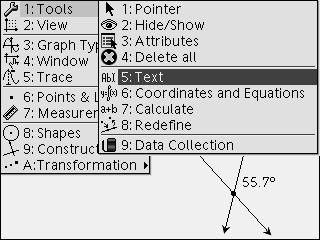 1: Tools
2: View
3: Graph Typ
4: Window
5: Trace
6: Points & L
7: Measurer
8: Shapes
9: Construct
A: Transformation
1: Pointer
2: Hide/Show
3: Attributes
4: Delete all
5: Text
6: Coordinates and Equations
7: Calculate
8: Redefine
9: Data Collection
55.7°